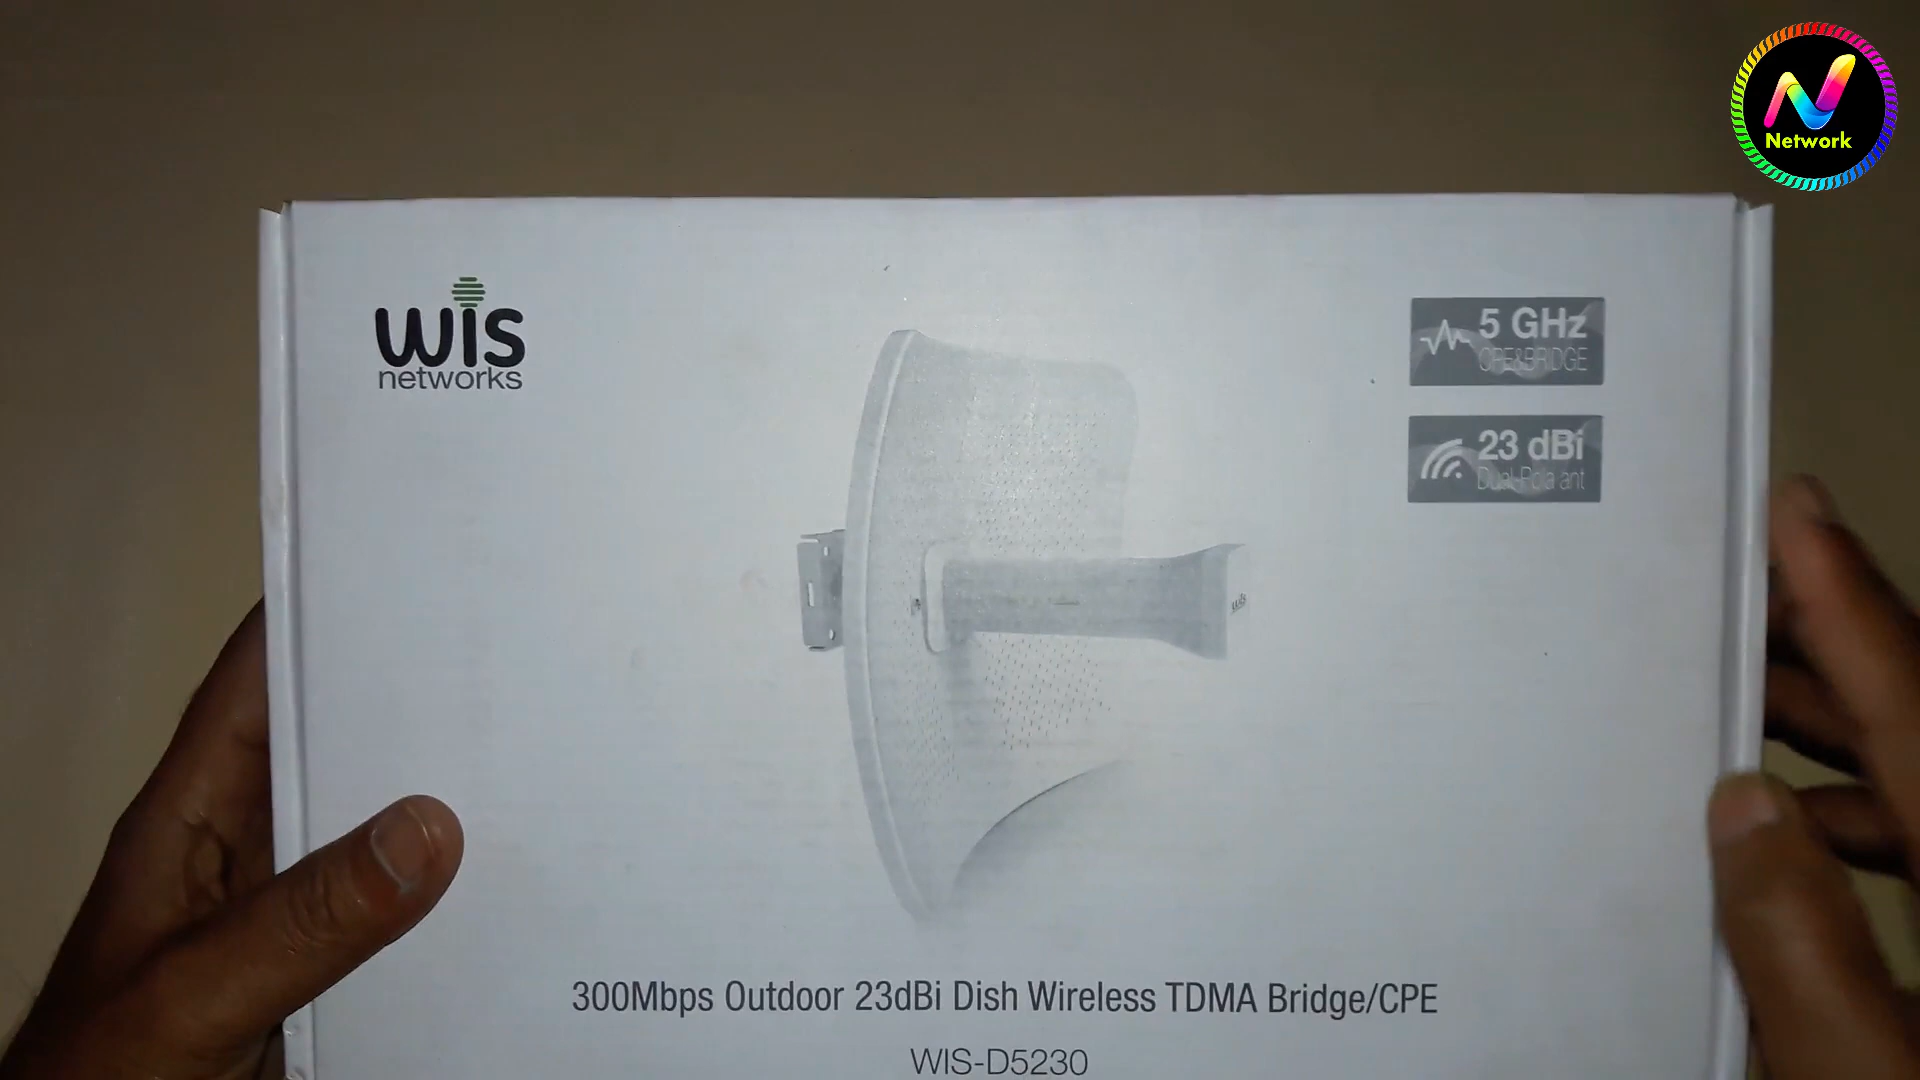 Network
wis
networks
5 GHz
CPE&BRIDGE
23 dBi
Dual-Pola ant
wis
300Mbps Outdoor 23dBi Dish Wireless TDMA Bridge/CPE
WIS-D5230